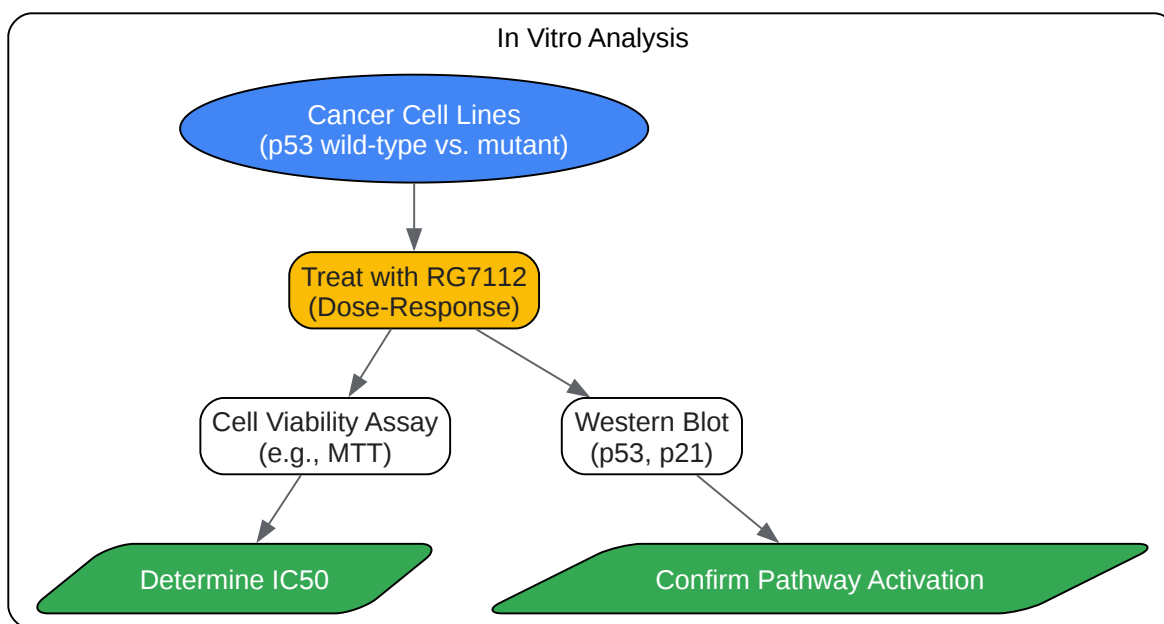 In Vitro Analysis
Cancer Cell Lines
(p53 wild-type vs. mutant)
Treat with RG7112
(Dose-Response)
Cell Viability Assay
(e.g., MTT)
Western Blot
(p53, p21)
Determine IC50
Confirm Pathway Activation